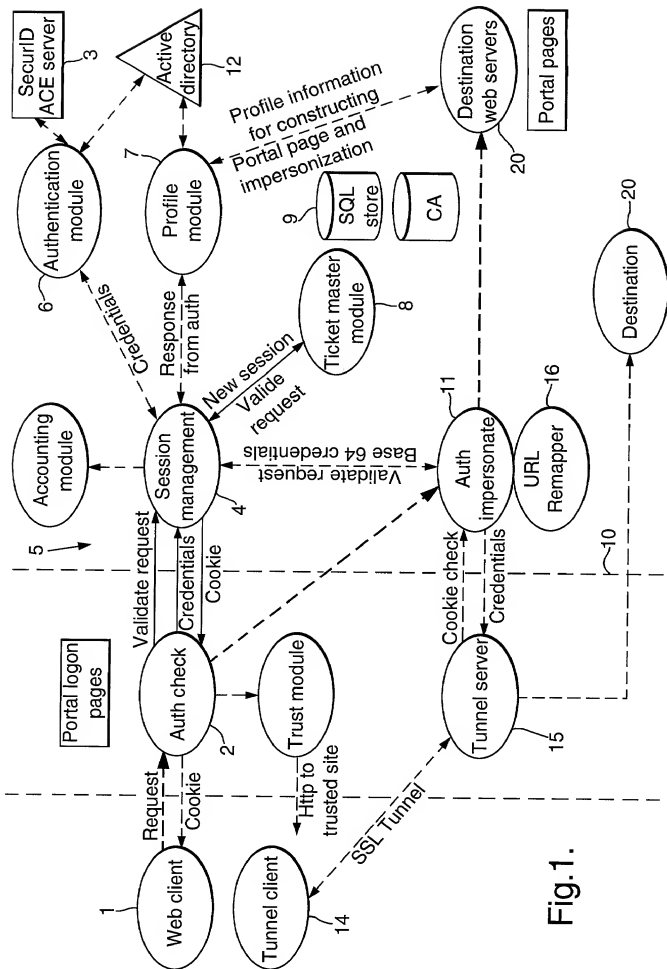 Fig.1.
1
Web client
Request
Cookie
Tunnel client
14
Portal logon
pages
Auth check
2
Validate request
Credentials
Cookie
Trust module
Http to
trusted site
SSL Tunnel
Tunnel server
15
Cookie check
Credentials
10
5
Accounting
module
Session
management
4
Credentials
Response
from auth
New session
Valide
request
Validate request
Base 64 credentials
11
Auth
impersonate
16
URL
Remapper
SecurID
ACE server
3
Authentication
module
6
Active
directory
12
7
Profile
module
Ticket master
module
8
9
SQL
store
CA
Profile information
for constructing
Portal page and
impersonization
Destination
web servers
20
Portal pages
20
Destination